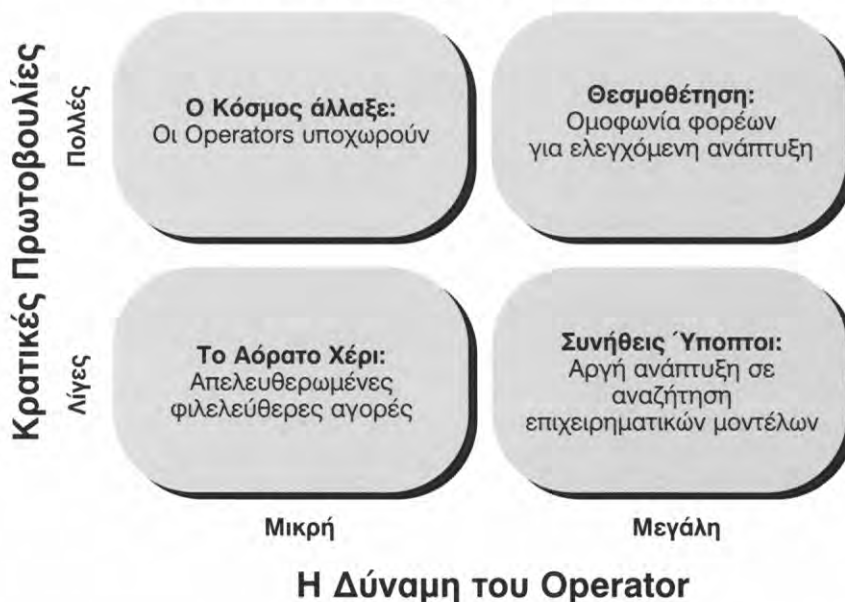 Κρατικές Πρωτοβουλίες
Πολλές
Ο Κόσμος άλλαξε:
Οι Operators υποχωρούν
Θεσμοθέτηση:
Ομοφωνία φορέων
για ελεγχόμενη ανάπτυξη
Λίγες
Το Αόρατο Χέρι:
Απελευθερωμένες
φιλελεύθερες αγορές
Συνήθεις Ύποπτοι:
Αργή ανάπτυξη σε
αναζήτηση
επιχειρηματικών μοντέλων
Μικρή
Μεγάλη
Η Δύναμη του Operator